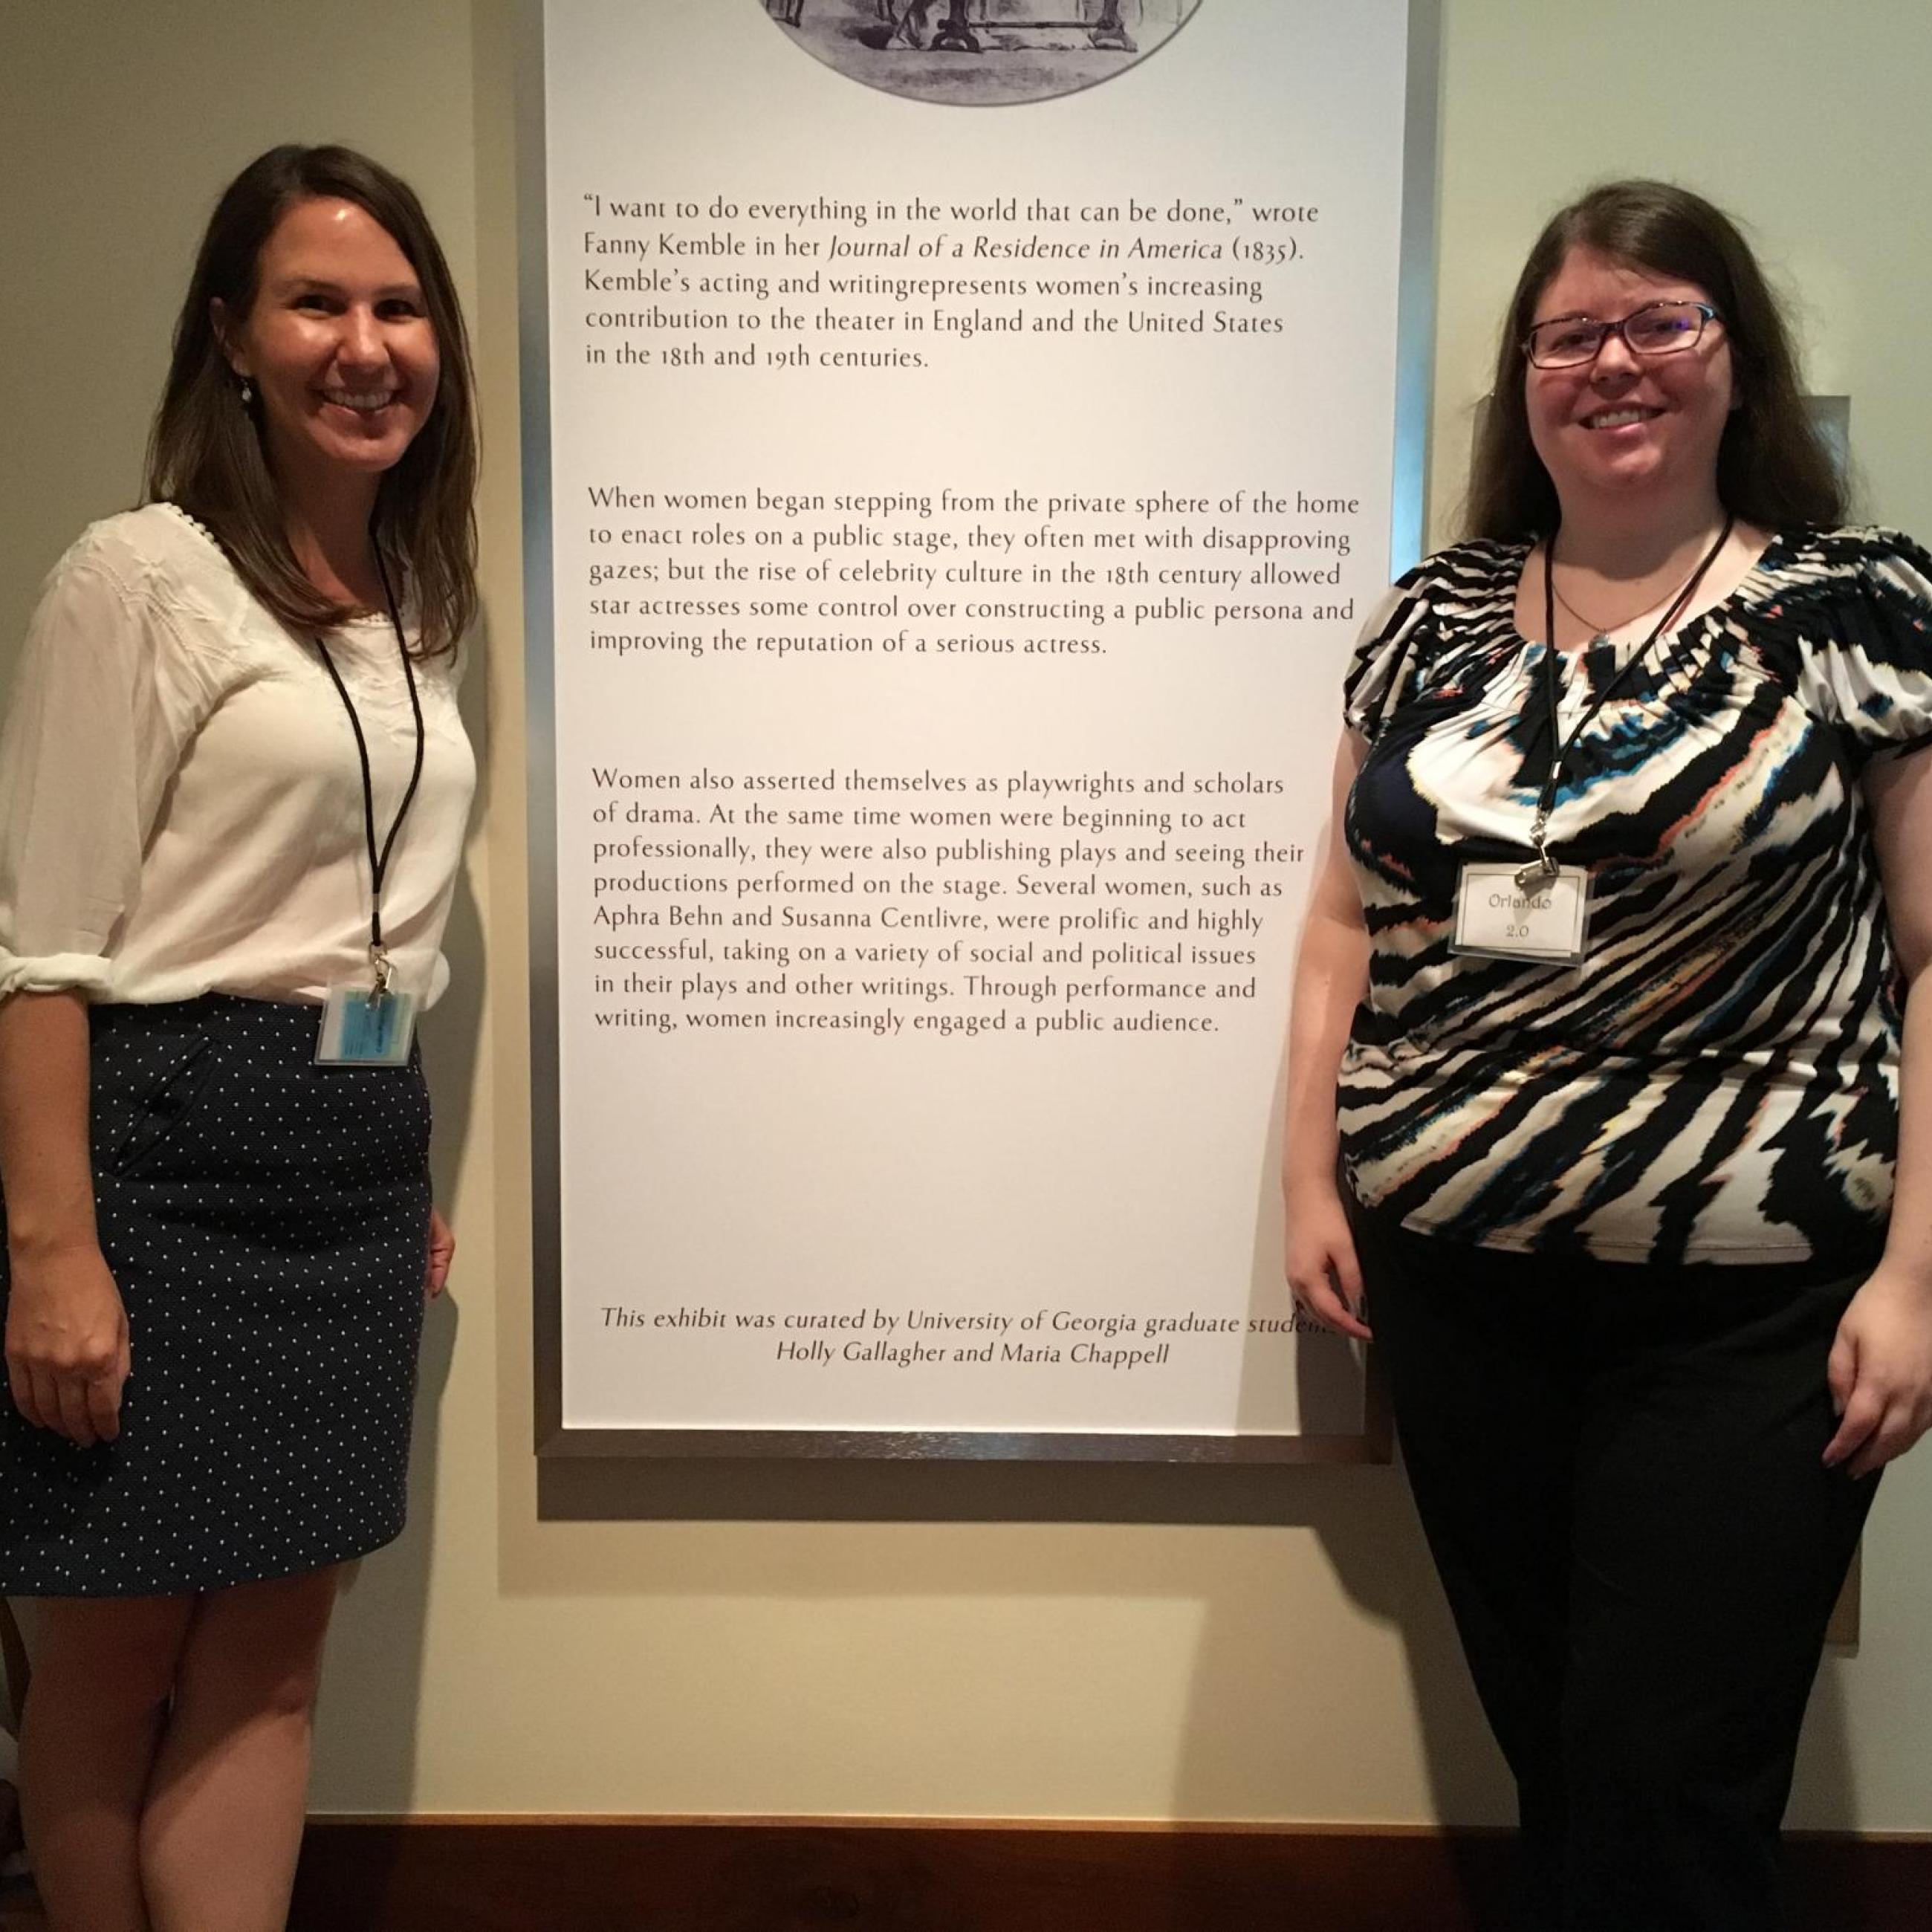 “I want to do everything in the world that can be done,” wrote
Fanny Kemble in her Journal of a Residence in America (1835).
Kemble’s acting and writingrepresents women’s increasing
contribution to the theater in England and the United States
in the 18th and 19th centuries.
When women began stepping from the private sphere of the home
to enact roles on a public stage, they often met with disapproving
gazes; but the rise of celebrity culture in the 18th century allowed
star actresses some control over constructing a public persona and
improving the reputation of a serious actress.
Women also asserted themselves as playwrights and scholars
of drama. At the same time women were beginning to act
professionally, they were also publishing plays and seeing their
productions performed on the stage. Several women, such as
Aphra Behn and Susanna Centlivre, were prolific and highly
successful, taking on a variety of social and political issues
in their plays and other writings. Through performance and
writing, women increasingly engaged a public audience.
This exhibit was curated by University of Georgia graduate
Holly Gallagher and Maria Chappell
Orlando
2.0